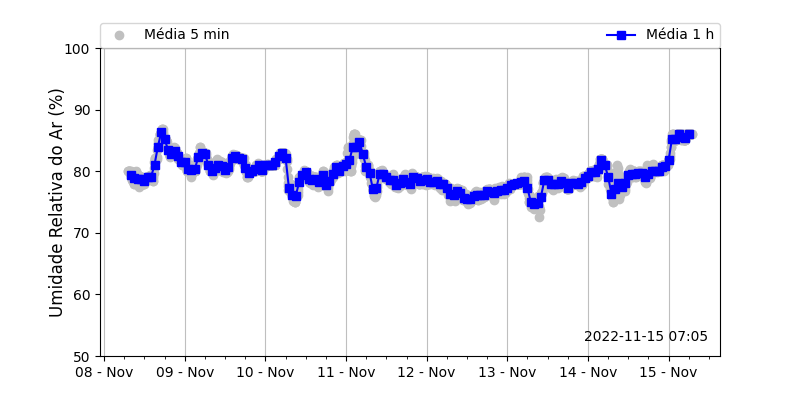 Média 5 min
Média 1 h
Umidade Relativa do Ar (%)
100
90
80
70
60
50
2022-11-15 07:05
08 - Nov
09 - Nov
10 - Nov
11 - Nov
12 - Nov
13 - Nov
14 - Nov
15 - Nov